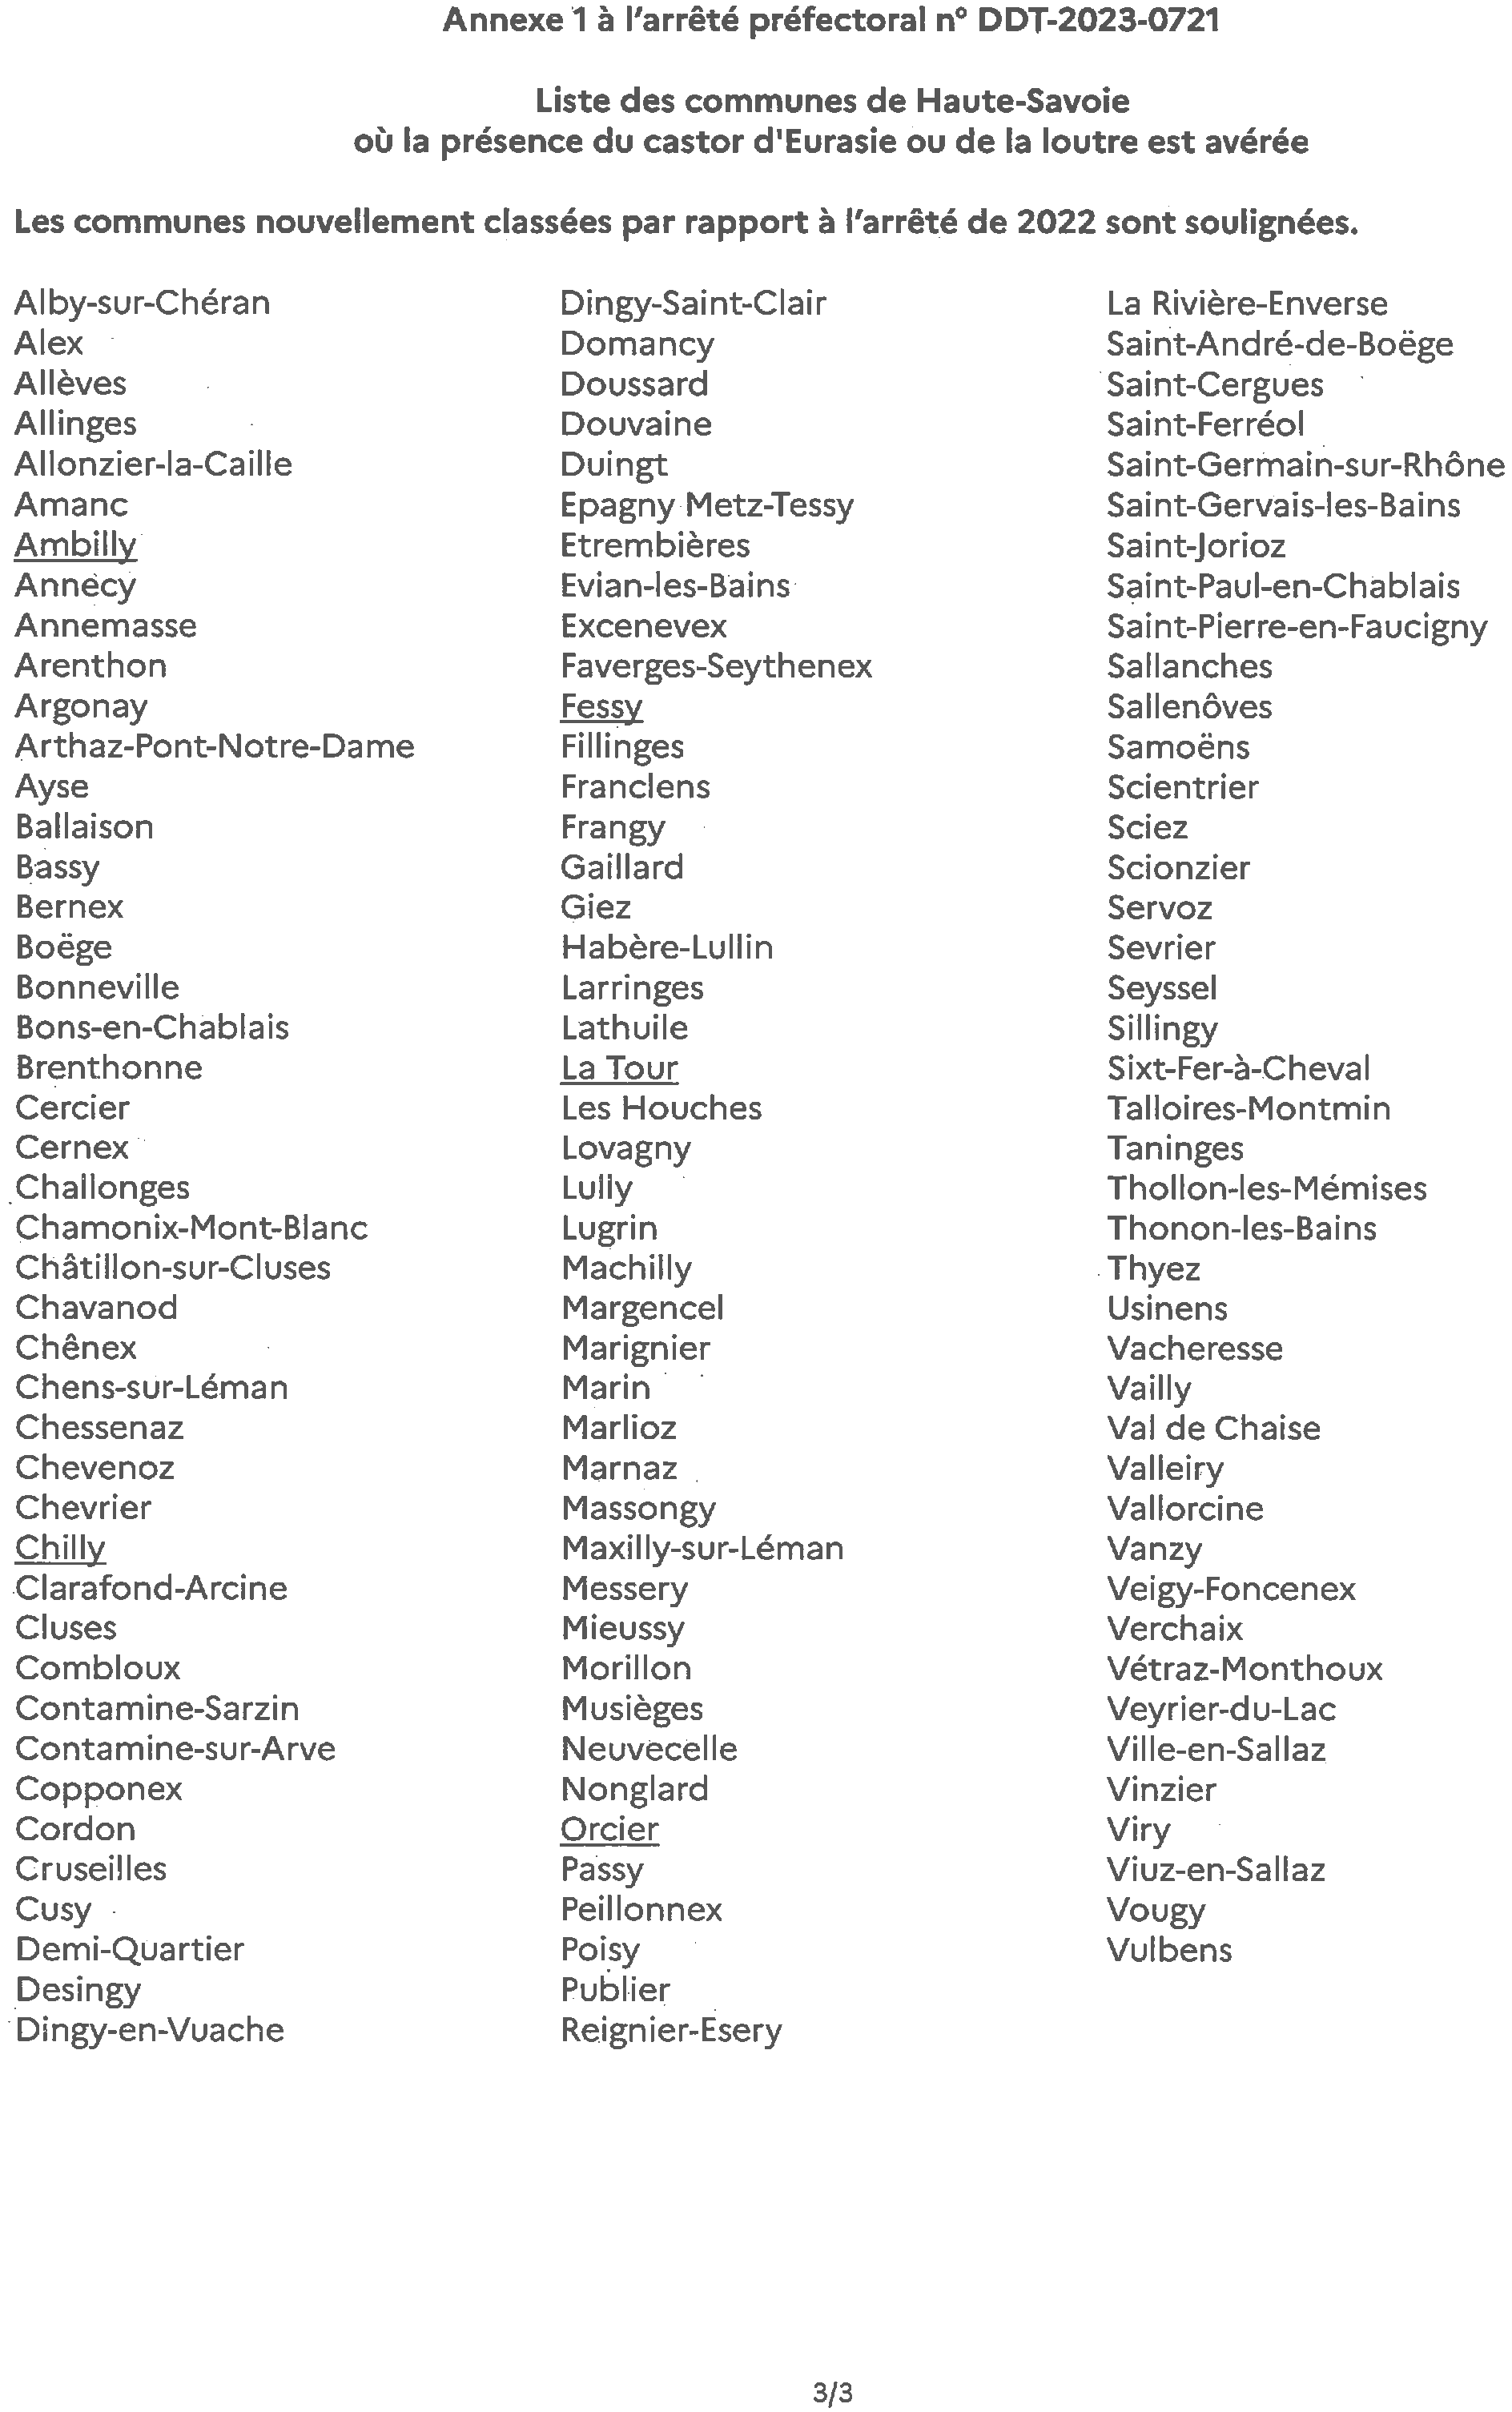 Annexe 1 à l'arrêté préfectoral n° DDT-2023-0721
Liste des communes de Haute-Savoie
où la présence du castor d'Eurasie ou de la loutre est avérée
Les communes nouvellement classées par rapport à l'arrêté de 2022 sont soulignées.
Alby-sur-Chéran
Alex
Allèves
Allinges
Allonzier-la-Caille
Amanc
Ambilly
Annecy
Annemasse
Arenthon
Argonay
Arthaz-Pont-Notre-Dame
Ayse
Ballaison
Bassy
Bernex
Boëge
Bonneville
Bons-en-Chablais
Brenthonne
Cercier
Cernex
Challonges
Chamonix-Mont-Blanc
Châtillon-sur-Cluses
Chavanod
Chênex
Chens-sur-Léman
Chessenaz
Chevenoz
Chevrier
Chilly
Clarafond-Arcine
Cluses
Combloux
Contamine-Sarzin
Contamine-sur-Arve
Copponex
Cordon
Cruseilles
Cusy
Demi-Quartier
Desingy
Dingy-en-Vuache
Dingy-Saint-Clair
Domancy
Doussard
Douvaine
Duingt
Epagny Metz-Tessy
Etrembières
Evian-les-Bains
Excenevex
Faverges-Seythenex
Fessy
Fillinges
Franclens
Frangy
Gaillard
Giez
Habère-Lullin
Larringes
Lathuile
La Tour
Les Houches
Lovagny
Lully
Lugrin
Machilly
Margencel
Marignier
Marin
Marlioz
Marnaz
Massongy
Maxilly-sur-Léman
Messery
Mieussy
Morillon
Musièges
Neuvecelle
Nonglard
Orcier
Passy
Peillonnex
Poisy
Publier
Reignier-Esery
La Rivière-Enverse
Saint-André-de-Boëge
Saint-Cergues
Saint-Ferréol
Saint-Germain-sur-Rhône
Saint-Gervais-les-Bains
Saint-Jorioz
Saint-Paul-en-Chablais
Saint-Pierre-en-Faucigny
Sallanches
Sallenôves
Samoëns
Scientrier
Sciez
Scionzier
Servoz
Sevrier
Seyssel
Sillingy
Sixt-Fer-à-Cheval
Talloires-Montmin
Taninges
Thollon-les-Mémises
Thonon-les-Bains
Thyez
Usinens
Vacheresse
Vailly
Val de Chaise
Valleiry
Vallorcine
Vanzy
Veigy-Foncenex
Verchaix
Vétraz-Monthoux
Veyrier-du-Lac
Ville-en-Sallaz
Vinzier
Viry
Viuz-en-Sallaz
Vougy
Vulbens
3/3